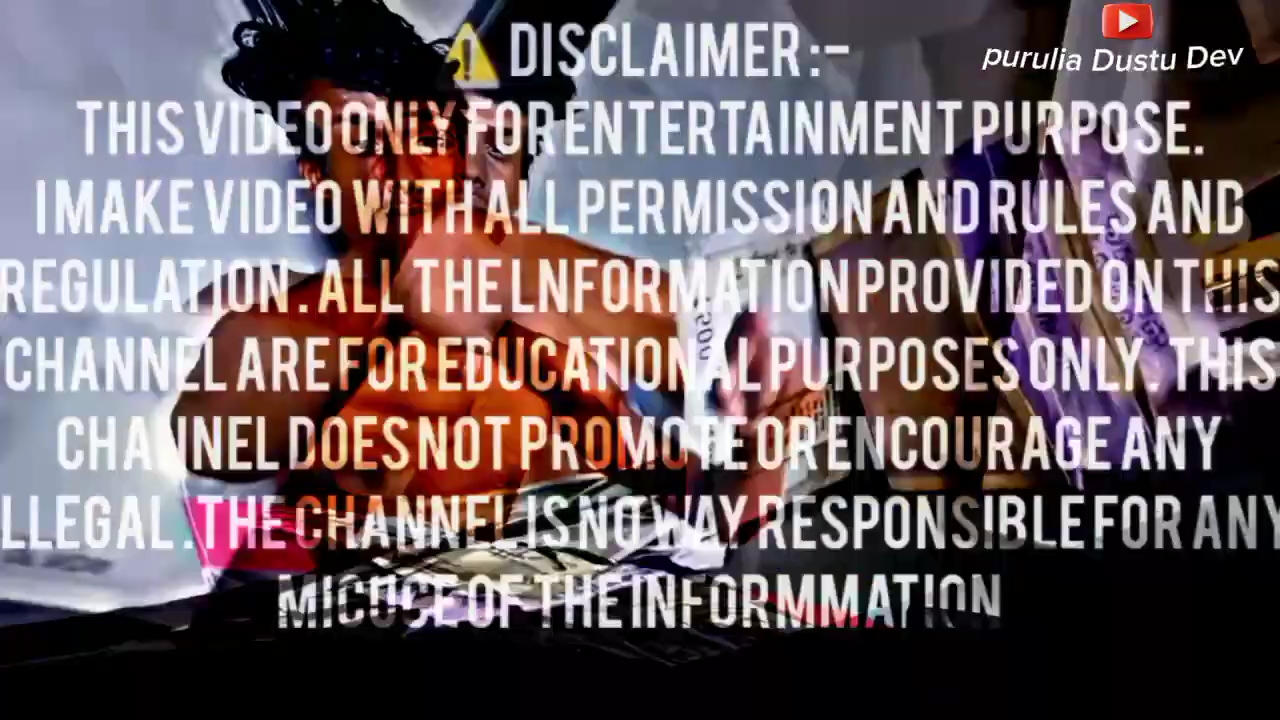 ⚠ DISCLAIMER :-
purulia Dustu Dev
THIS VIDEO ONLY FOR ENTERTAINMENT PURPOSE.
I MAKE VIDEO WITH ALL PERMISSION AND RULES AND
REGULATION . ALL THE LNFORMATION PROVIDED ON THIS
CHANNEL ARE FOR EDUCATIONAL PURPOSES ONLY . THIS
CHANNEL DOES NOT PROMOTE OR ENCOURAGE ANY
LLEGAL . THE CHANNEL IS NO WAY RESPONSIBLE FOR ANY
MICUCE OF THE INFORMMATION
500